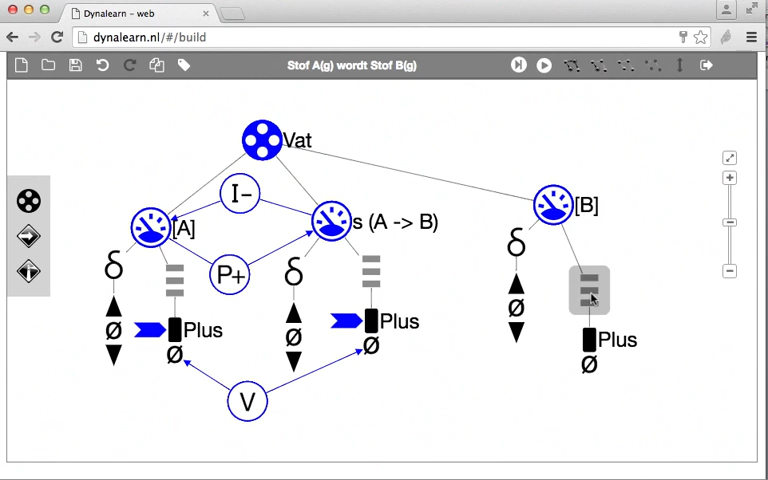 Dynalearn - web
dynalearn.nl/#/build
Stof A(g) wordt Stof B(g)
Vat
I-
[A]
s (A -> B)
[B]
P+
δ
δ
δ
Ø
Ø
Ø
Plus
Plus
Plus
Ø
Ø
Ø
V